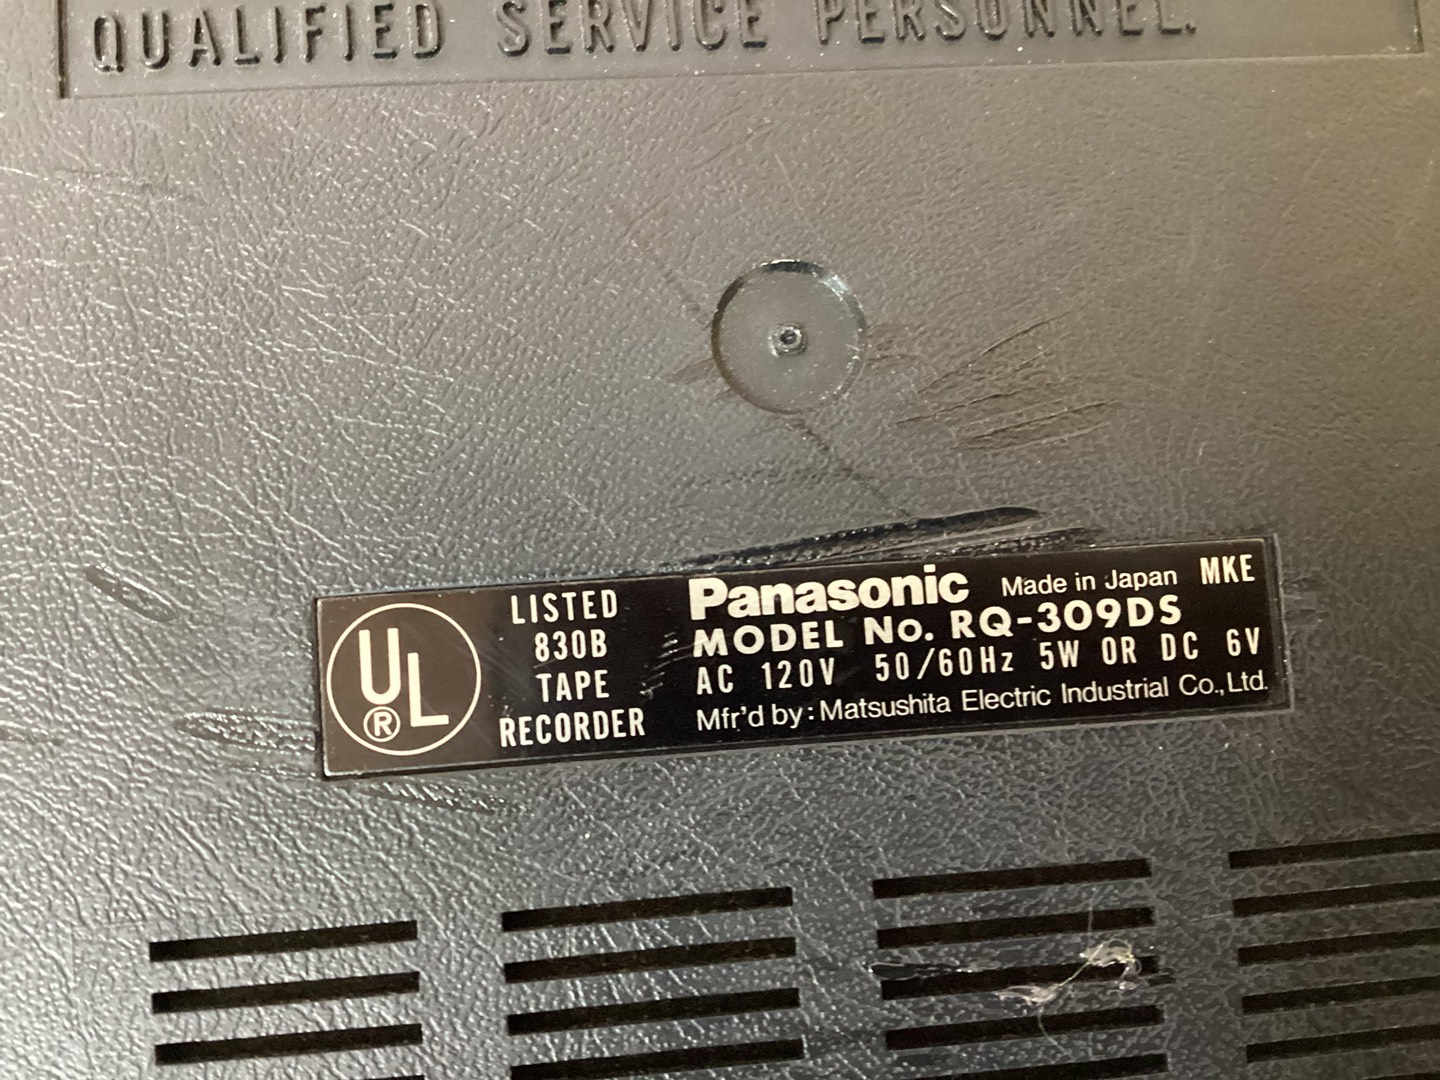 QUALIFIED SERVICE PERSONNEL.
UL
®
LISTED
830B
TAPE
RECORDER
Panasonic Made in Japan MKE
MODEL No. RQ-309DS
AC 120V 50/60Hz 5W OR DC 6V
Mfr'd by: Matsushita Electric Industrial Co., Ltd.